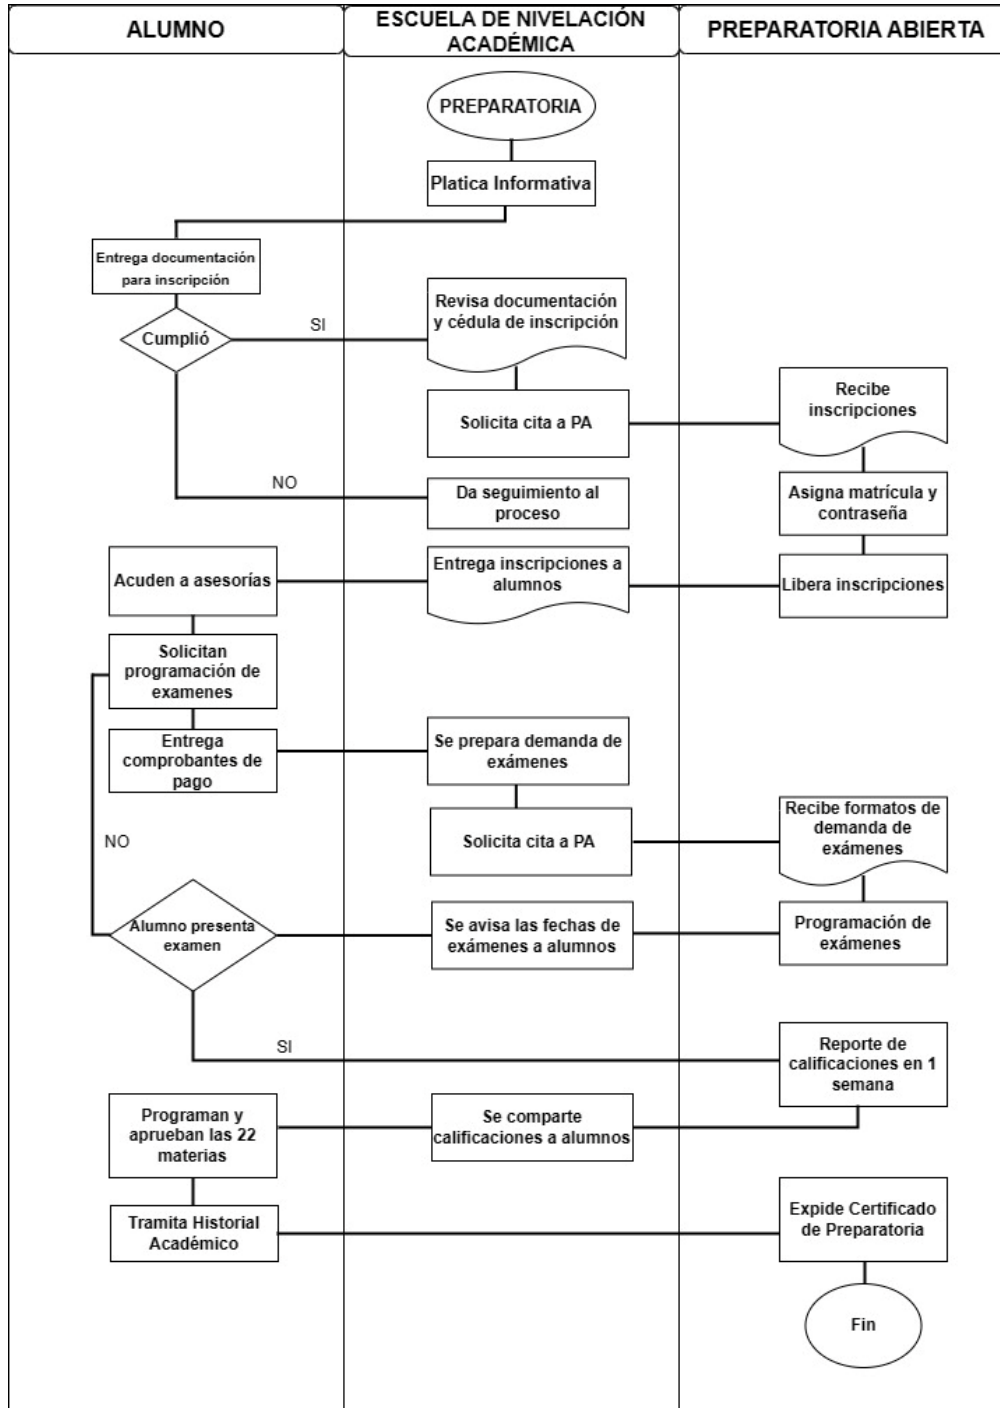 ALUMNO
ESCUELA DE NIVELACIÓN
ACADÉMICA
PREPARATORIA ABIERTA
PREPARATORIA
Platica Informativa
Entrega documentación
para inscripción
Cumplió
SI
Revisa documentación
y cédula de inscripción
Solicita cita a PA
Recibe
inscripciones
NO
Da seguimiento al
proceso
Asigna matrícula y
contraseña
Acuden a asesorías
Entrega inscripciones a
alumnos
Libera inscripciones
Solicitan
programación de
examenes
Entrega
comprobantes de
pago
Se prepara demanda de
exámenes
Solicita cita a PA
Recibe formatos de
demanda de
exámenes
NO
Alumno presenta
examen
Se avisa las fechas de
exámenes a alumnos
Programación de
exámenes
SI
Reporte de
calificaciones en 1
semana
Programan y
aprueban las 22
materias
Se comparte
calificaciones a alumnos
Tramita Historial
Académico
Expide Certificado
de Preparatoria
Fin